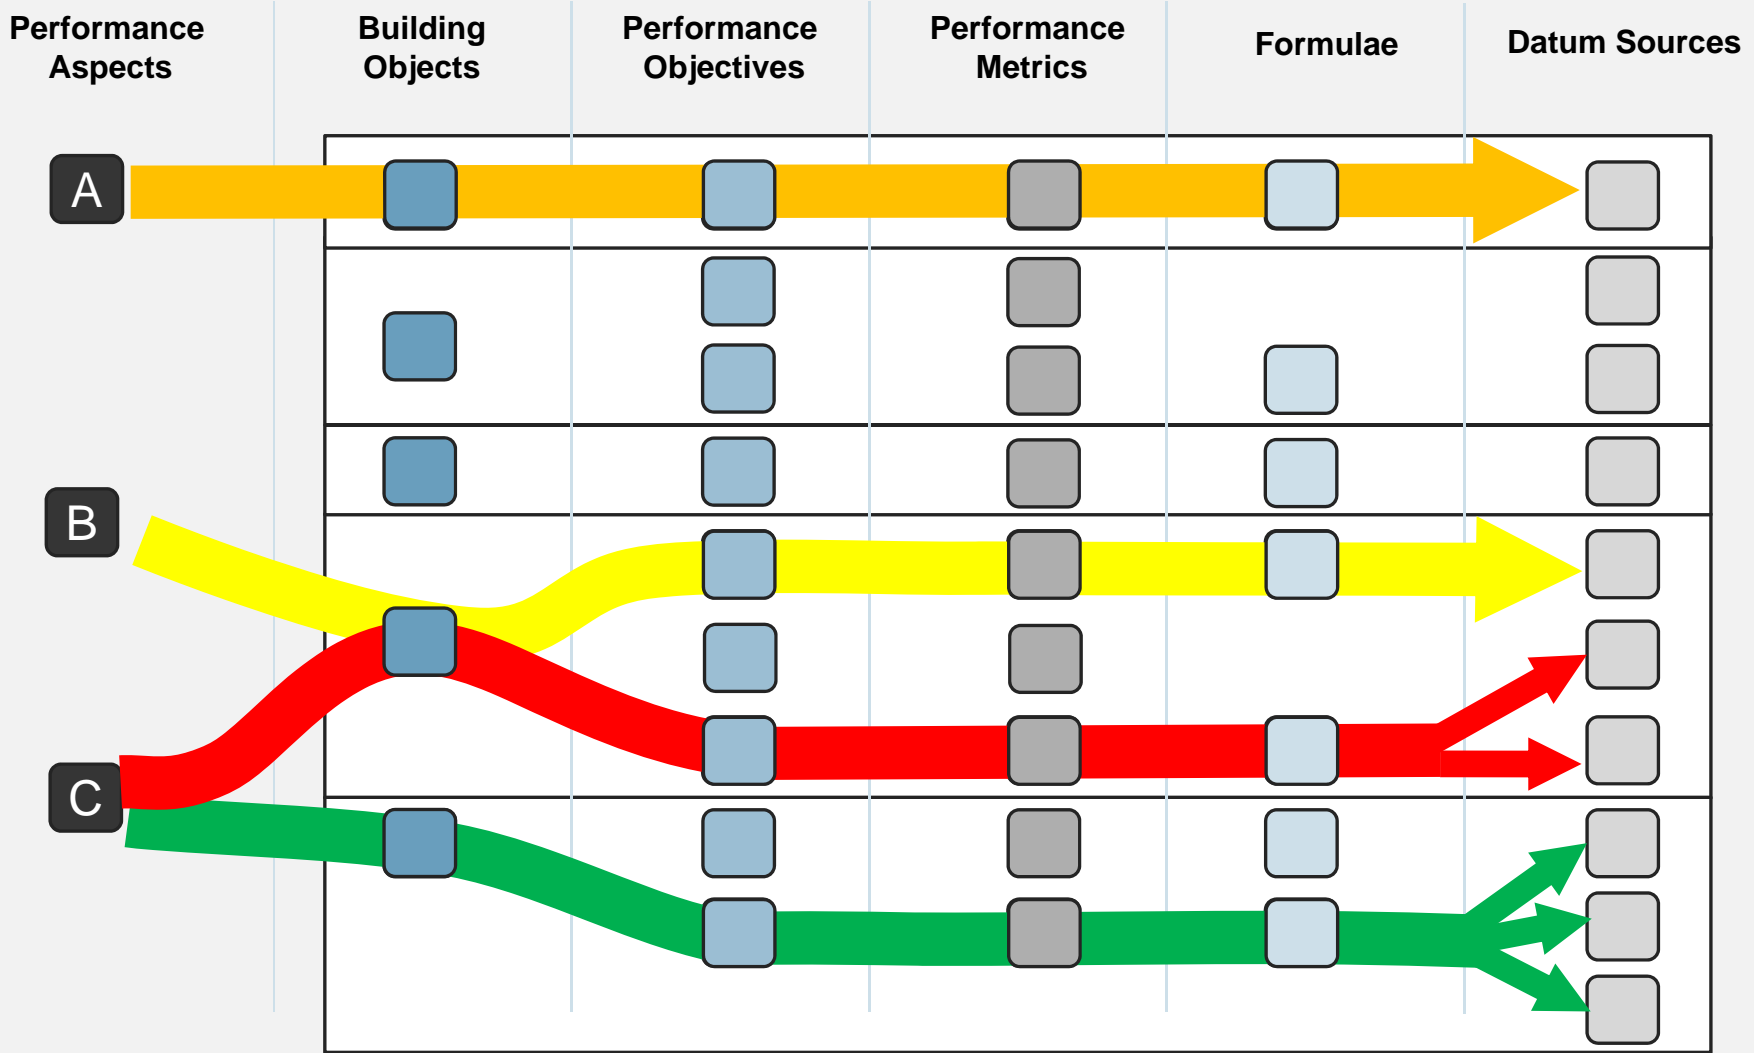 Performance
Aspects
Building
Objects
Performance
Objectives
Performance
Metrics
Formulae
Datum Sources
A
B
C